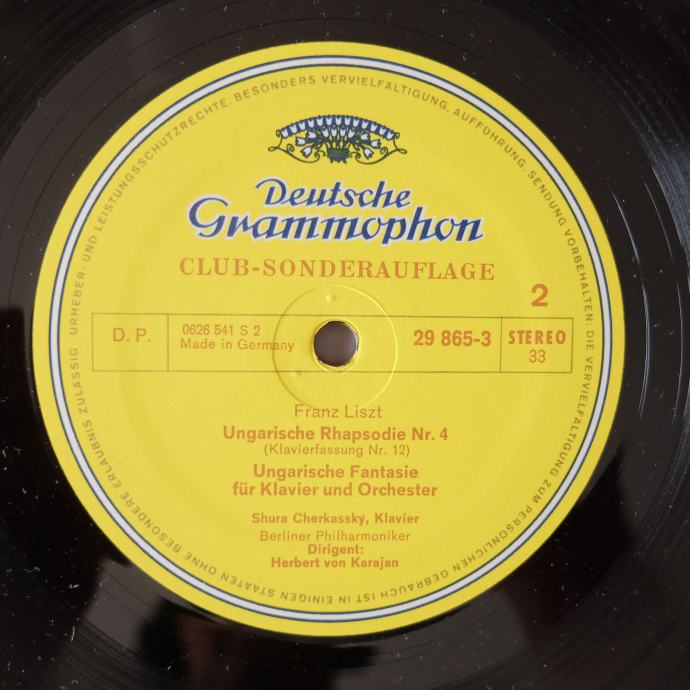 URHEBER- UND LEISTUNGSSCHUTZRECHTE, BESONDERS VERVIELFÄLTIGUNG, AUFFÜHRUNG, SENDUNG VORBEHALTEN. DIE VERVIELFÄLTIGUNG ZUM PERSÖNLICHEN GEBRAUCH IST IN EINIGEN STAATEN OHNE BESONDERE ERLAUBNIS ZULÄSSIG ·
Deutsche
Grammophon
CLUB-SONDERAUFLAGE
2
D. P.
0626 541 S 2
Made in Germany
29 865-3
STEREO
33
Franz Liszt
Ungarische Rhapsodie Nr. 4
(Klavierfassung Nr. 12)
Ungarische Fantasie
für Klavier und Orchester
Shura Cherkassky, Klavier
Berliner Philharmoniker
Dirigent:
Herbert von Karajan